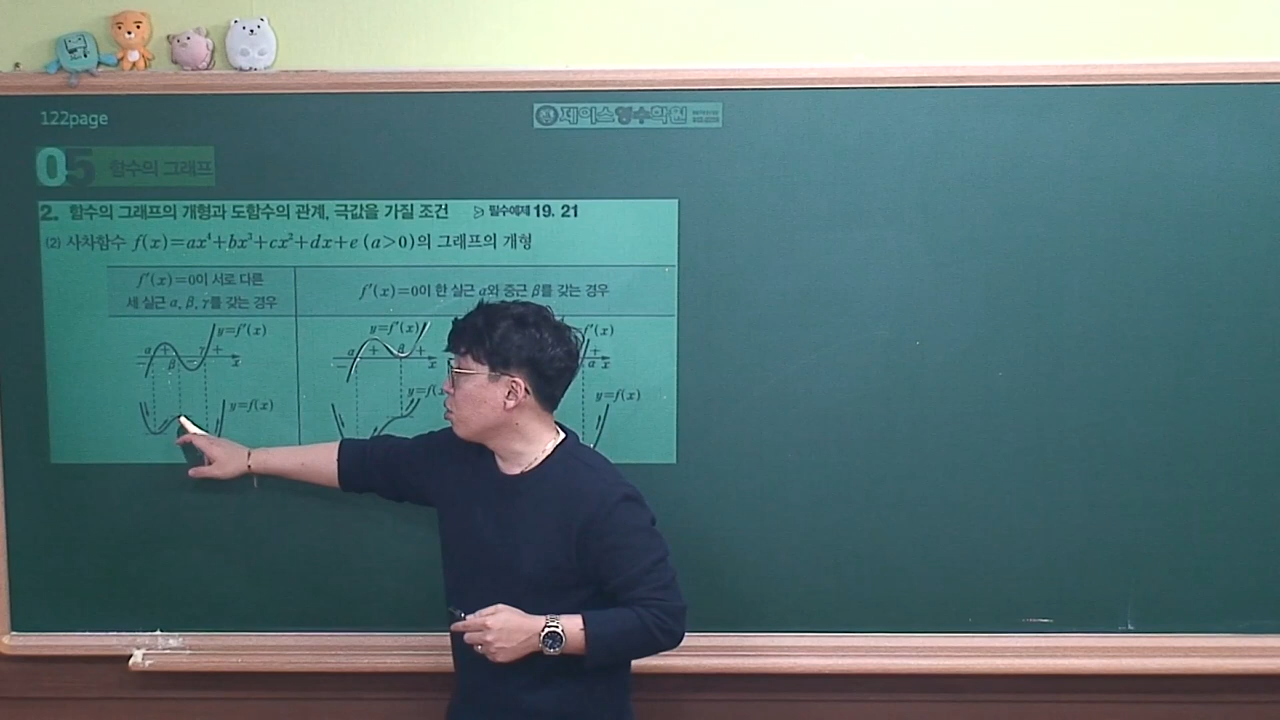 122page
제이스영수학원
05 함수의 그래프
2. 함수의 그래프의 개형과 도함수의 관계, 극값을 가질 조건 필수예제 19. 21
(2) 사차함수 f(x)=ax⁴+bx³+cx²+dx+e (a>0)의 그래프의 개형
f′(x)=0이 서로 다른
세 실근 α, β, γ를 갖는 경우
f′(x)=0이 한 실근 α와 중근 β를 갖는 경우
y=f′(x)
α + + β − − x
y=f(x)
y=f′(x)
α + β + − x
y=f(
(x)
+ α x
y=f(x)